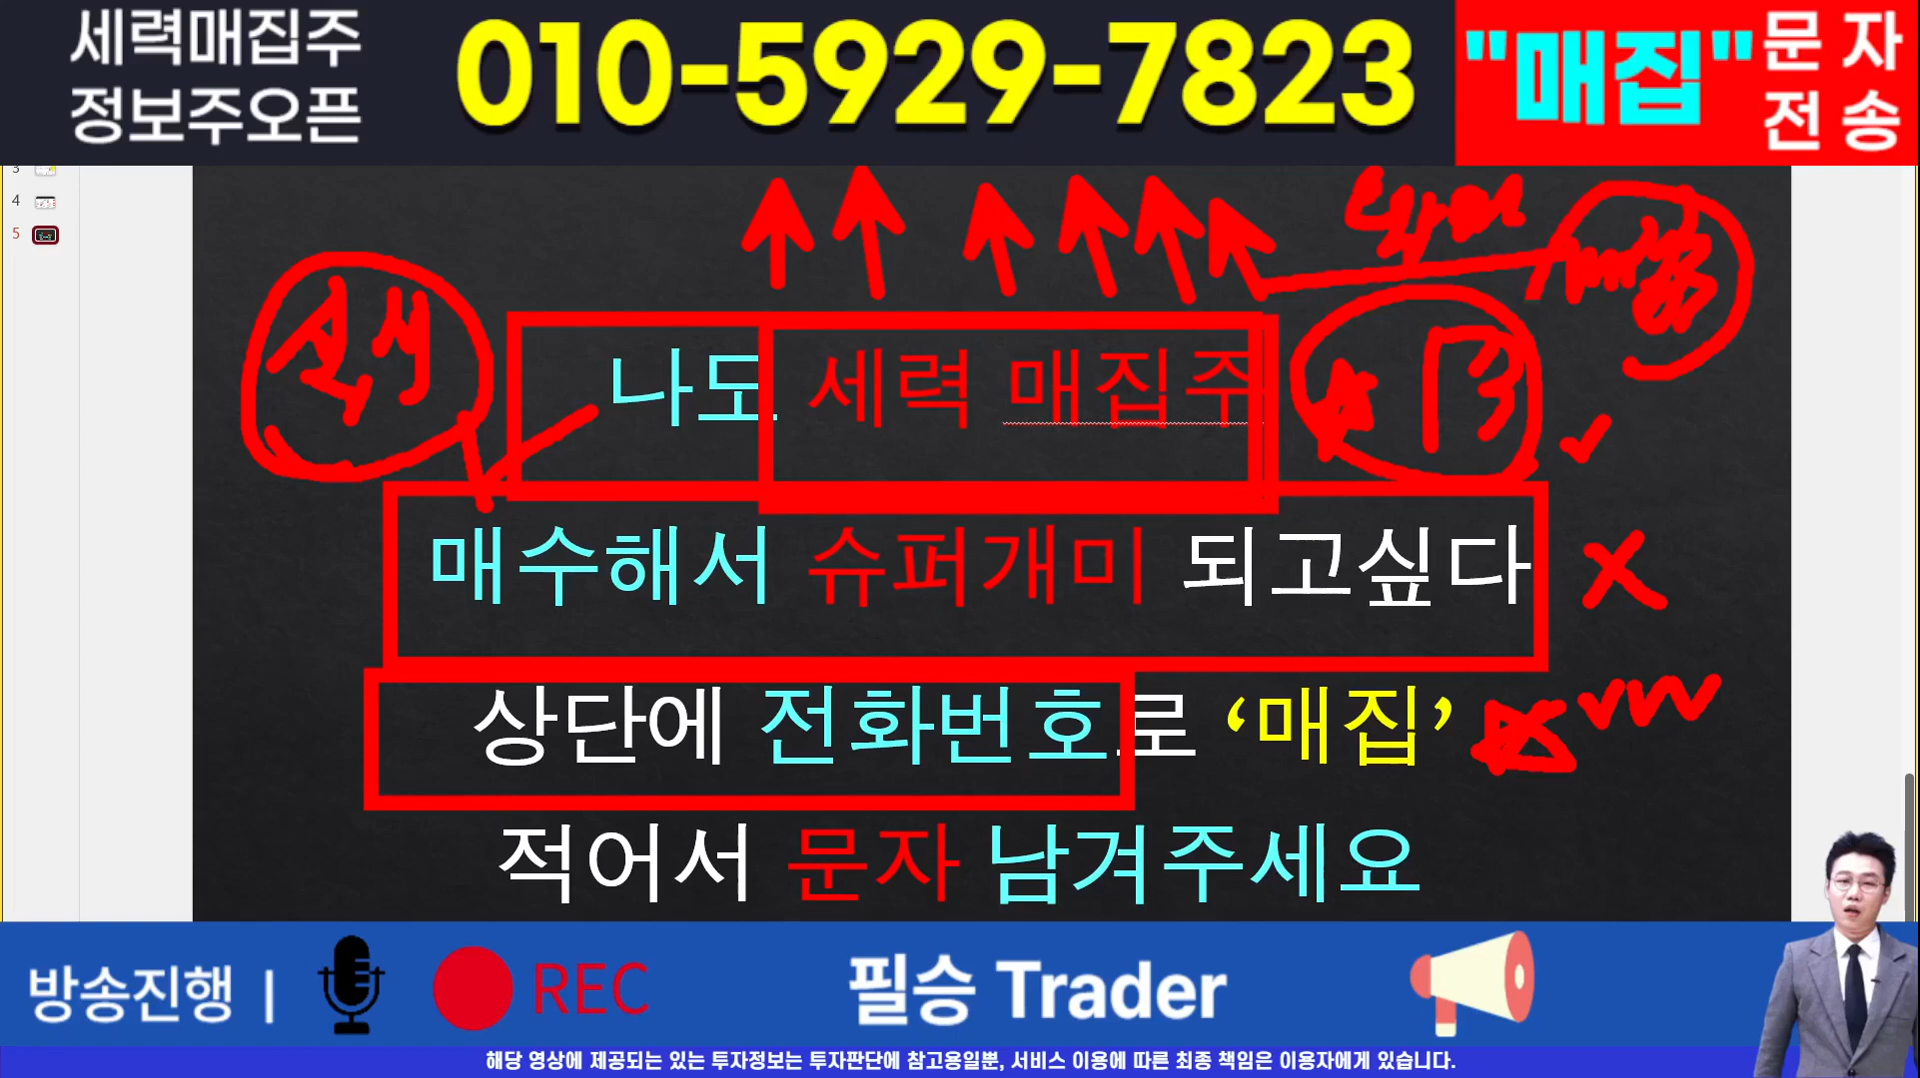 세력매집주
정보주오픈
010-5929-7823
"매집"
문자
전송
3
4
5
나도 세력 매집주
매수해서 슈퍼개미 되고싶다
상단에 전화번호로 ‘매집’
적어서 문자 남겨주세요
방송진행 |
REC
필승 Trader
해당 영상에 제공되는 있는 투자정보는 투자판단에 참고용일뿐, 서비스 이용에 따른 최종 책임은 이용자에게 있습니다.